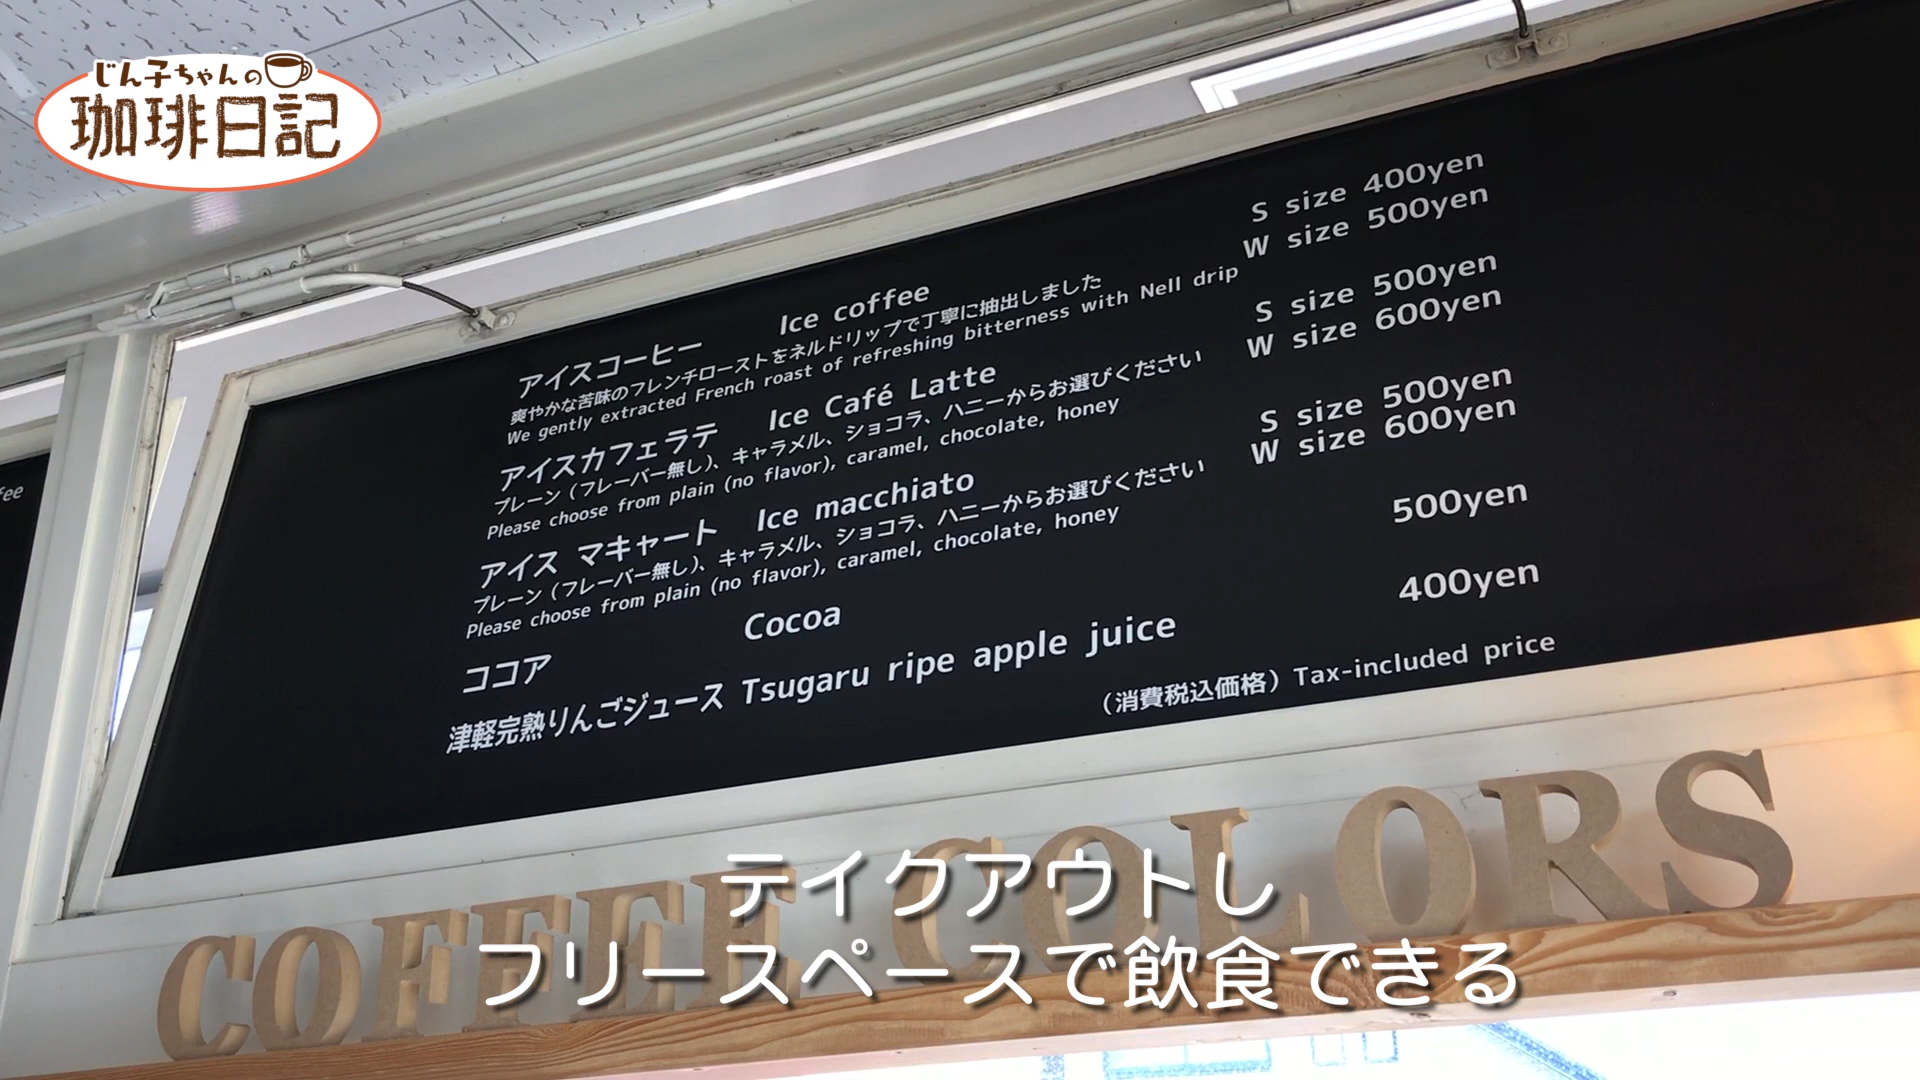 じん子ちゃんの
珈琲日記
アイスコーヒー Ice coffee S size 400yen
W size 500yen
爽やかな苦味のフレンチローストをネルドリップで丁寧に抽出しました
We gently extracted French roast of refreshing bitterness with Nell drip
アイスカフェラテ Ice Café Latte S size 500yen
W size 600yen
プレーン（フレーバー無し）、キャラメル、ショコラ、ハニーからお選びください
Please choose from plain (no flavor), caramel, chocolate, honey
アイス マキャート Ice macchiato S size 500yen
W size 600yen
プレーン（フレーバー無し）、キャラメル、ショコラ、ハニーからお選びください
Please choose from plain (no flavor), caramel, chocolate, honey
ココア Cocoa 500yen
津軽完熟りんごジュース Tsugaru ripe apple juice 400yen
（消費税込価格）Tax-included price
COFFEE COLORS
テイクアウトし
フリースペースで飲食できる